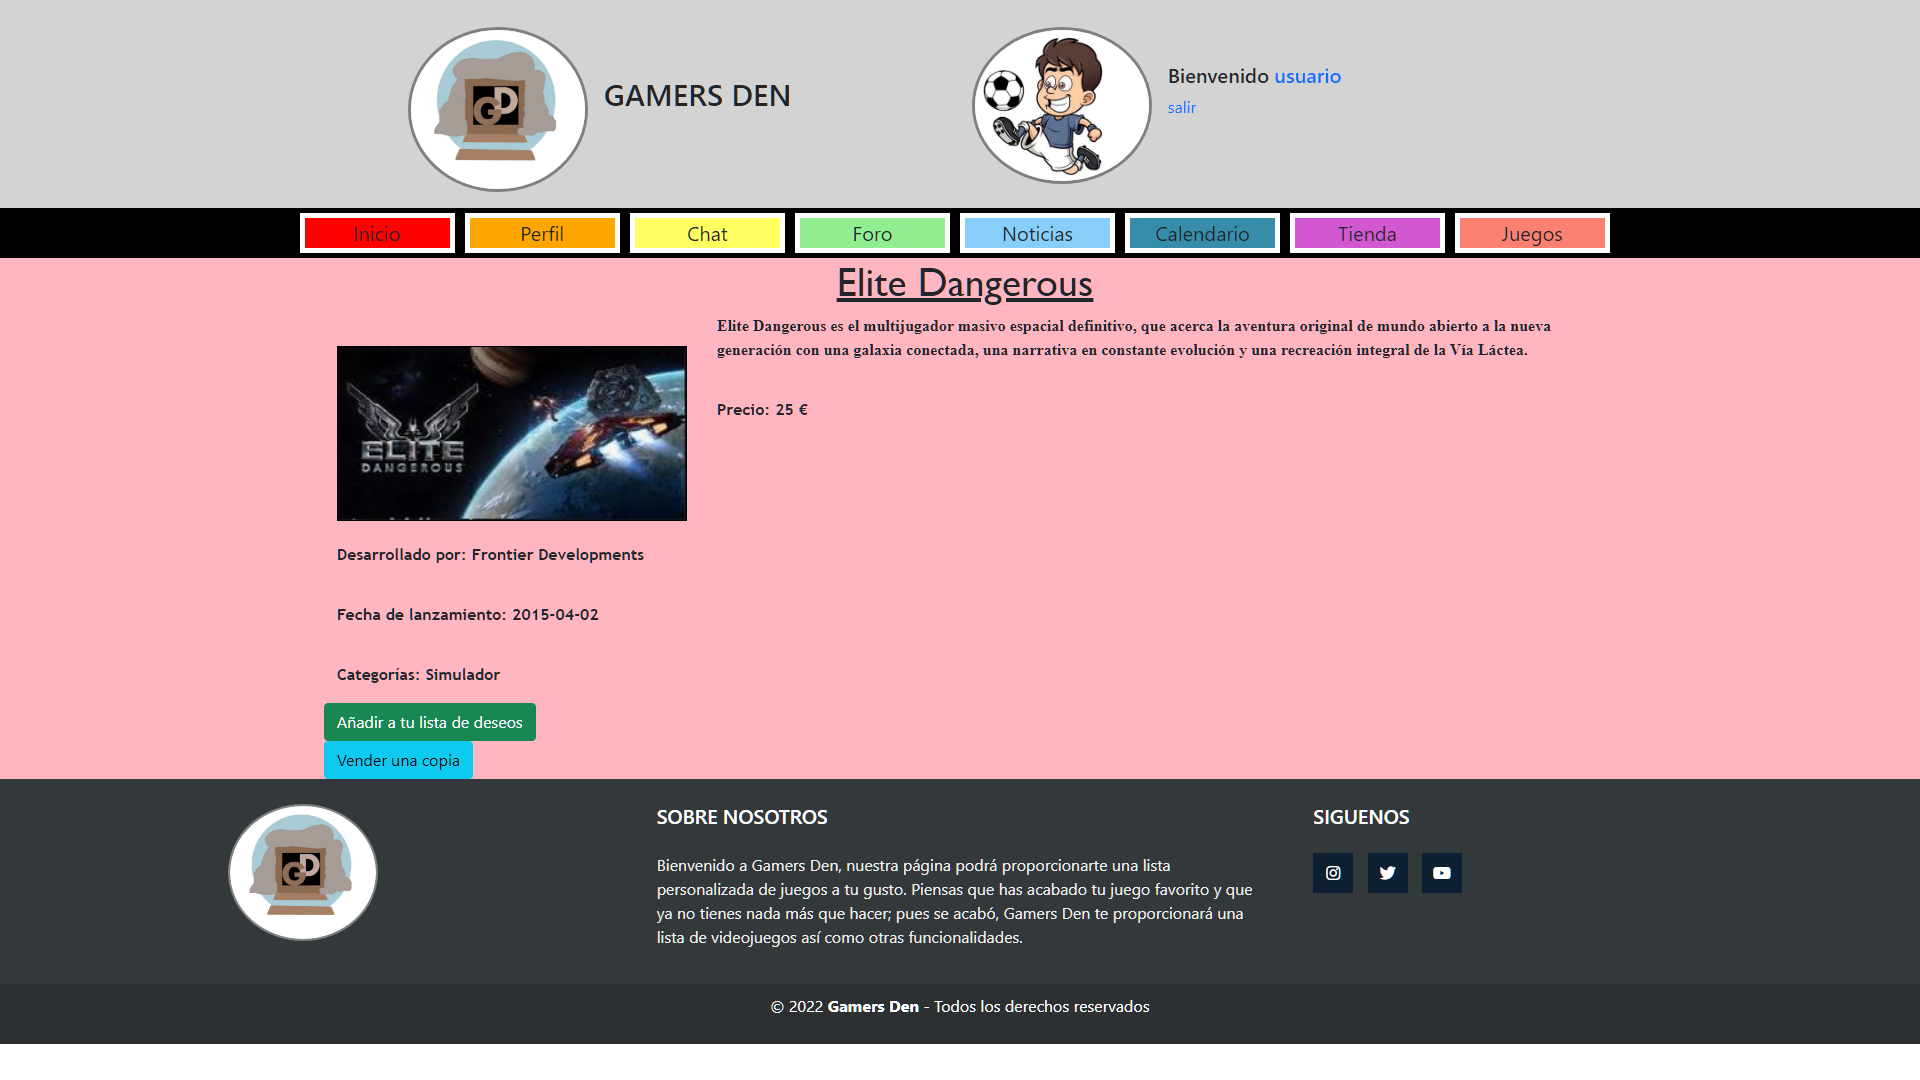 GD
GAMERS DEN
Bienvenido usuario
salir
Inicio
Perfil
Chat
Foro
Noticias
Calendario
Tienda
Juegos
Elite Dangerous
Elite Dangerous es el multijugador masivo espacial definitivo, que acerca la aventura original de mundo abierto a la nueva
generación con una galaxia conectada, una narrativa en constante evolución y una recreación integral de la Vía Láctea.
Precio: 25 €
ELITE
DANGEROUS
Desarrollado por: Frontier Developments
Fecha de lanzamiento: 2015-04-02
Categorías: Simulador
Añadir a tu lista de deseos
Vender una copia
GD
SOBRE NOSOTROS
Bienvenido a Gamers Den, nuestra página podrá proporcionarte una lista
personalizada de juegos a tu gusto. Piensas que has acabado tu juego favorito y que
ya no tienes nada más que hacer; pues se acabó, Gamers Den te proporcionará una
lista de videojuegos así como otras funcionalidades.
SIGUENOS
© 2022 Gamers Den - Todos los derechos reservados